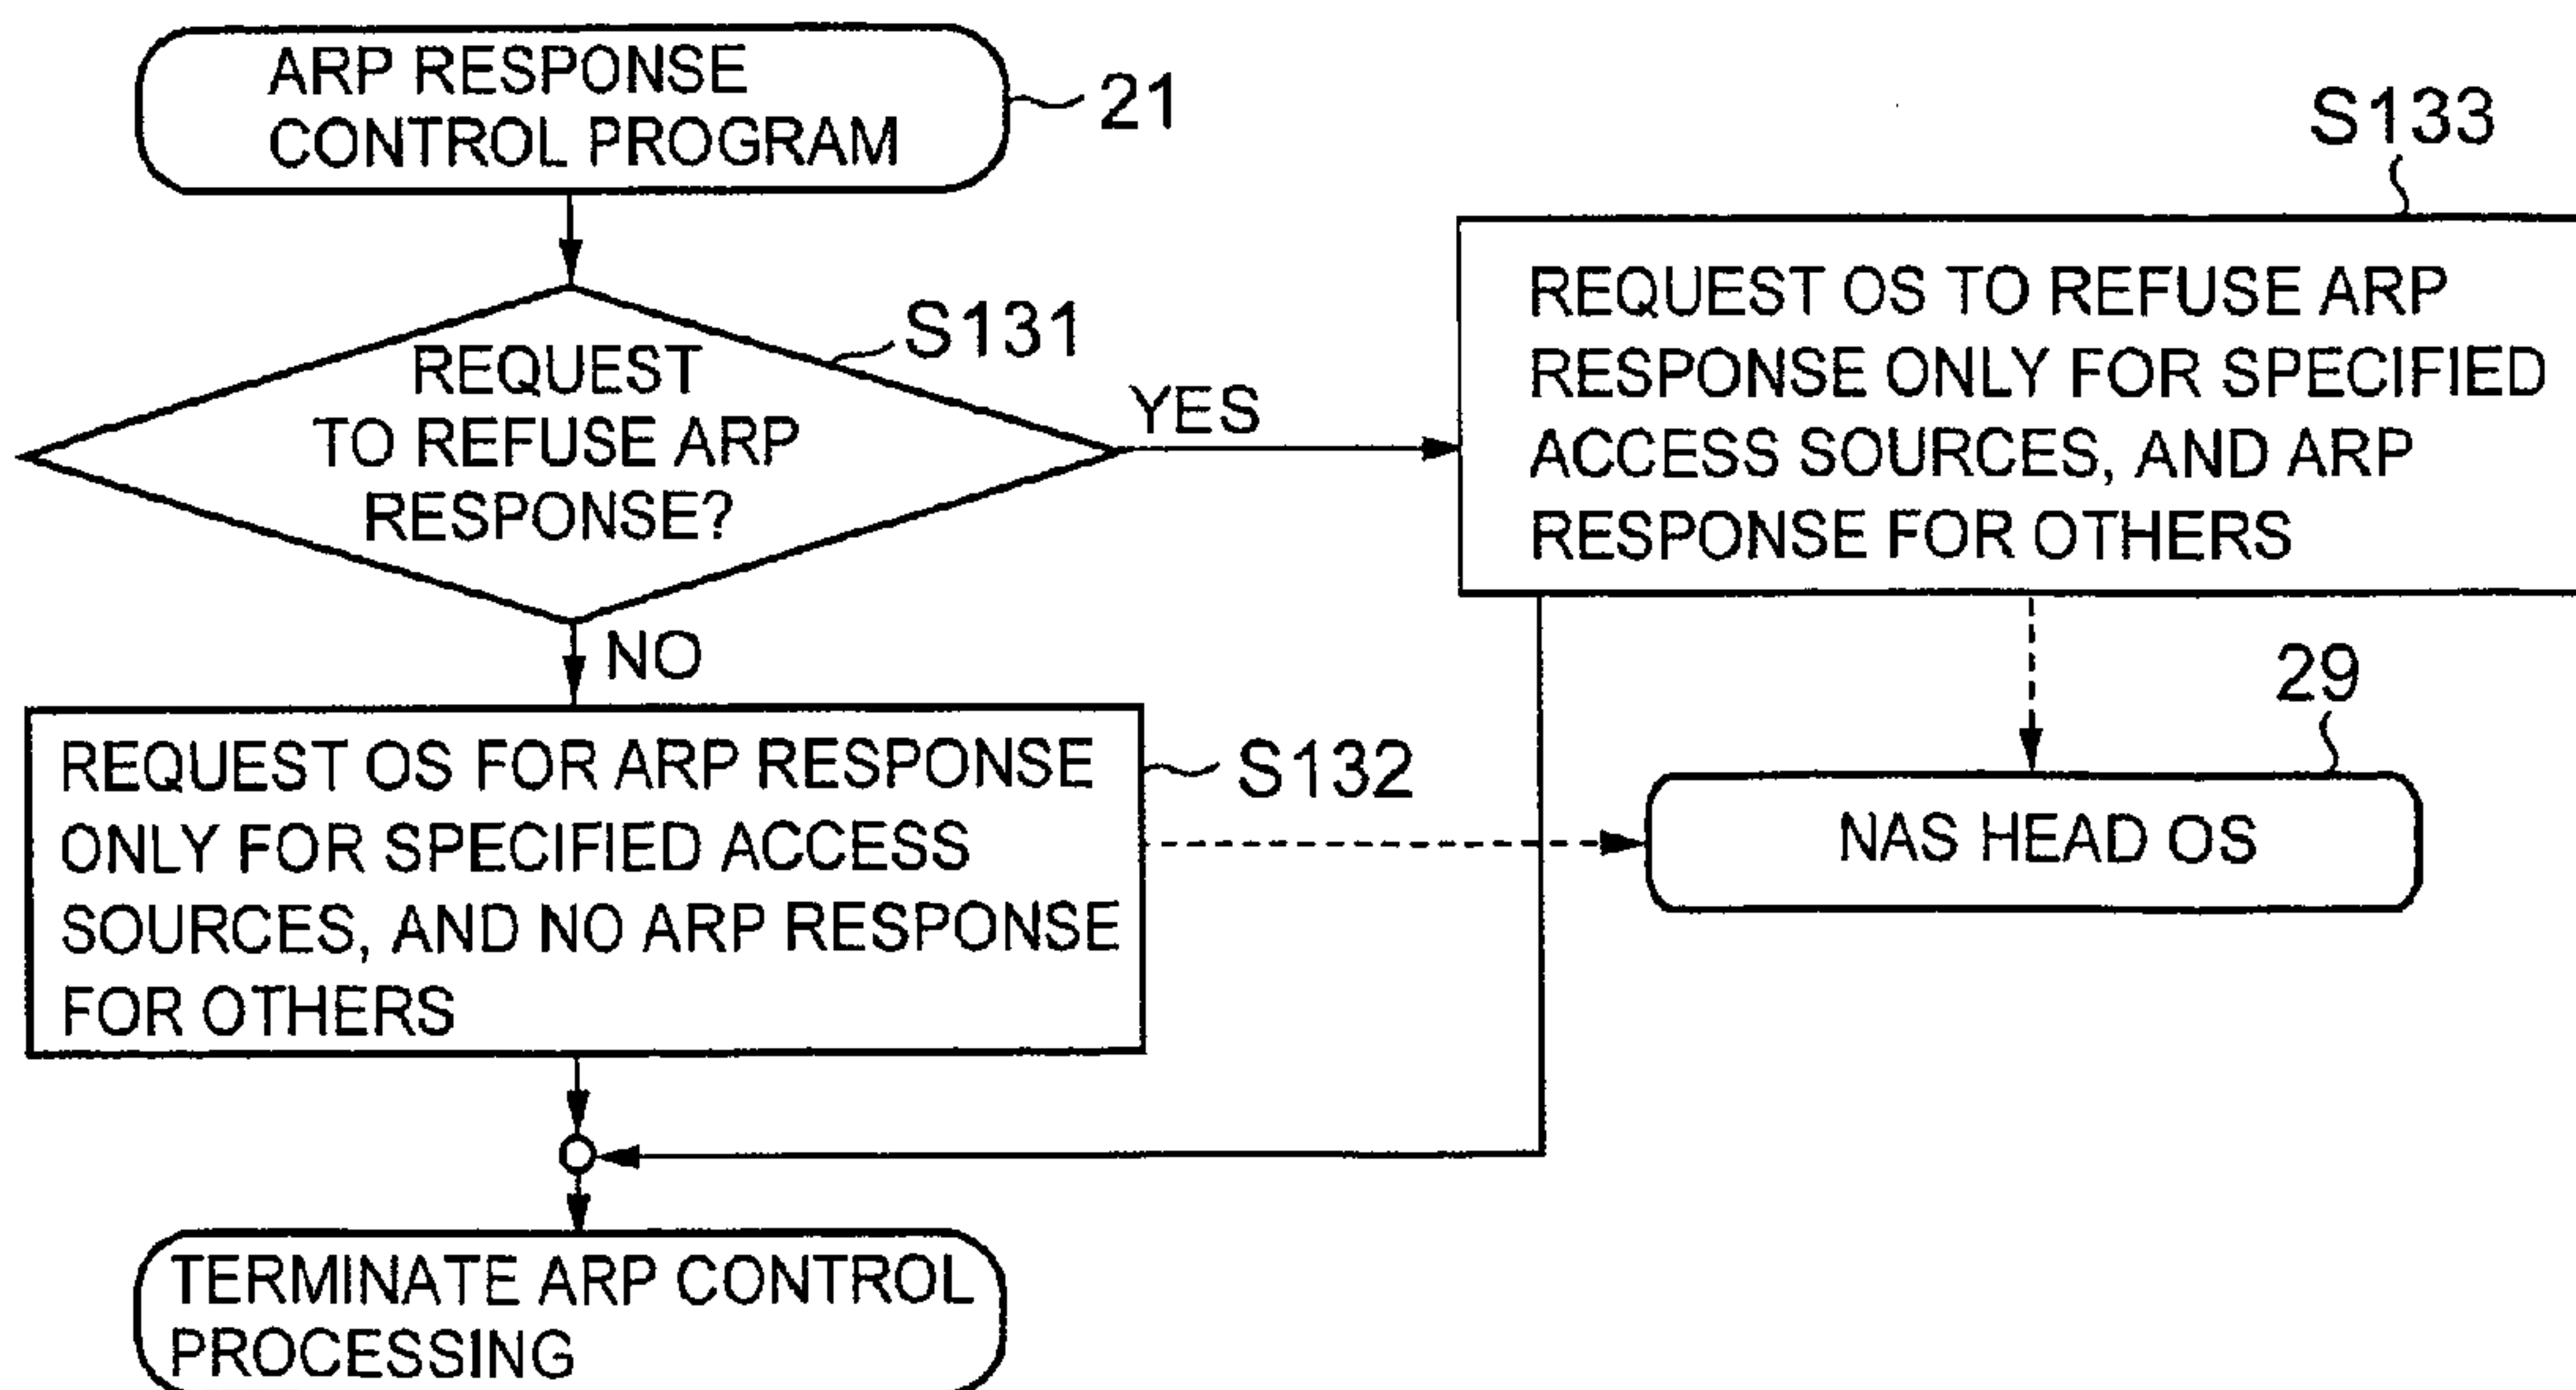 ARP RESPONSE
CONTROL PROGRAM
21
S131
REQUEST
TO REFUSE ARP
RESPONSE?
YES
NO
S133
REQUEST OS TO REFUSE ARP
RESPONSE ONLY FOR SPECIFIED
ACCESS SOURCES, AND ARP
RESPONSE FOR OTHERS
S132
REQUEST OS FOR ARP RESPONSE
ONLY FOR SPECIFIED ACCESS
SOURCES, AND NO ARP RESPONSE
FOR OTHERS
29
NAS HEAD OS
TERMINATE ARP CONTROL
PROCESSING